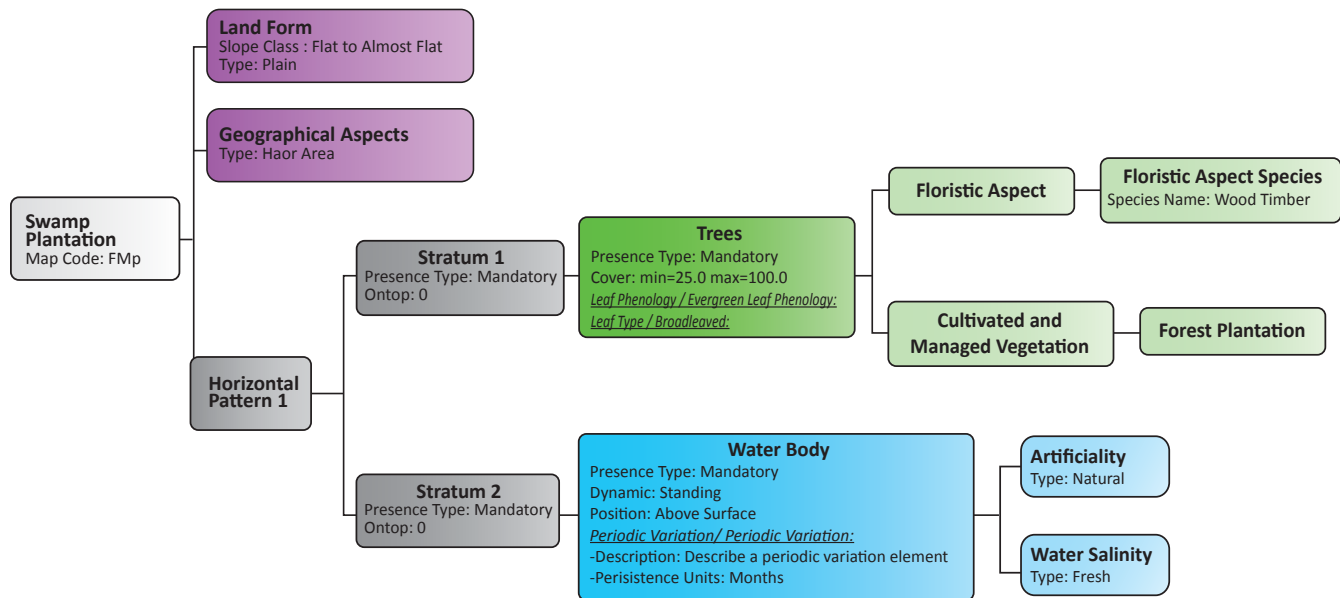 Land Form
Slope Class : Flat to Almost Flat
Type: Plain
Geographical Aspects
Type: Haor Area
Swamp
Plantation
Map Code: FMp
Horizontal
Pattern 1
Stratum 1
Presence Type: Mandatory
Ontop: 0
Trees
Presence Type: Mandatory
Cover: min=25.0 max=100.0
Leaf Phenology / Evergreen Leaf Phenology:
Leaf Type / Broadleaved:
Floristic Aspect
Floristic Aspect Species
Species Name: Wood Timber
Cultivated and
Managed Vegetation
Forest Plantation
Stratum 2
Presence Type: Mandatory
Ontop: 0
Water Body
Presence Type: Mandatory
Dynamic: Standing
Position: Above Surface
Periodic Variation/ Periodic Variation:
-Description: Describe a periodic variation element
-Perisistence Units: Months
Artificiality
Type: Natural
Water Salinity
Type: Fresh